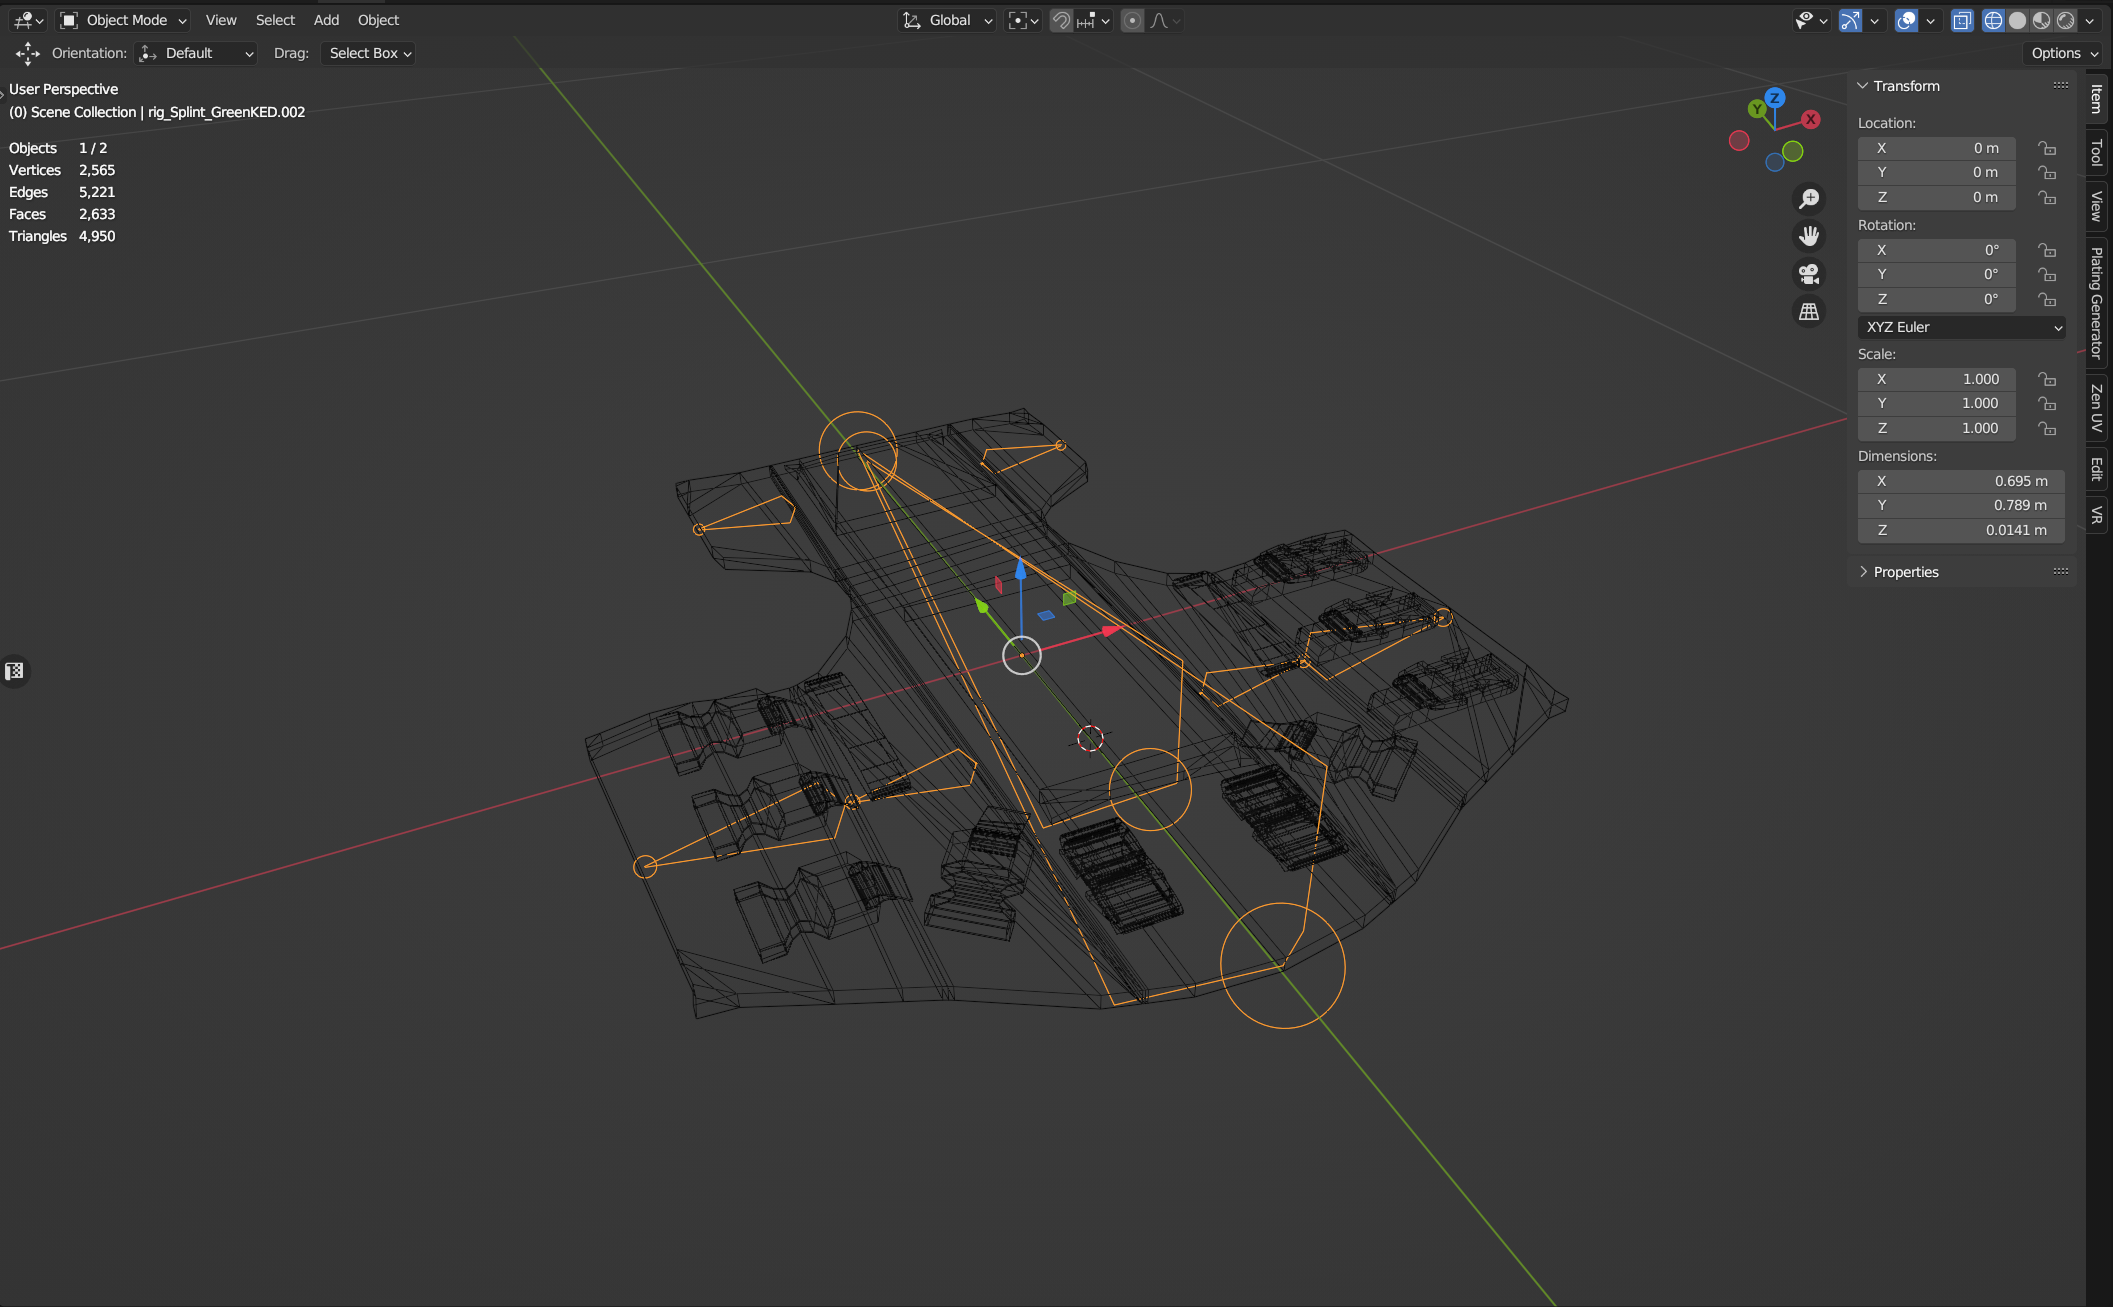 Object Mode View Select Add Object Global
Orientation: Default Drag: Select Box Options
User Perspective
(0) Scene Collection | rig_Splint_GreenKED.002
Objects 1 / 2
Vertices 2,565
Edges 5,221
Faces 2,633
Triangles 4,950
Z
Y
X
Transform
Location:
X 0 m
Y 0 m
Z 0 m
Rotation:
X 0°
Y 0°
Z 0°
XYZ Euler
Scale:
X 1.000
Y 1.000
Z 1.000
Dimensions:
X 0.695 m
Y 0.789 m
Z 0.0141 m
Properties
Item
Tool
View
Plating Generator
Zen UV
Edit
VR